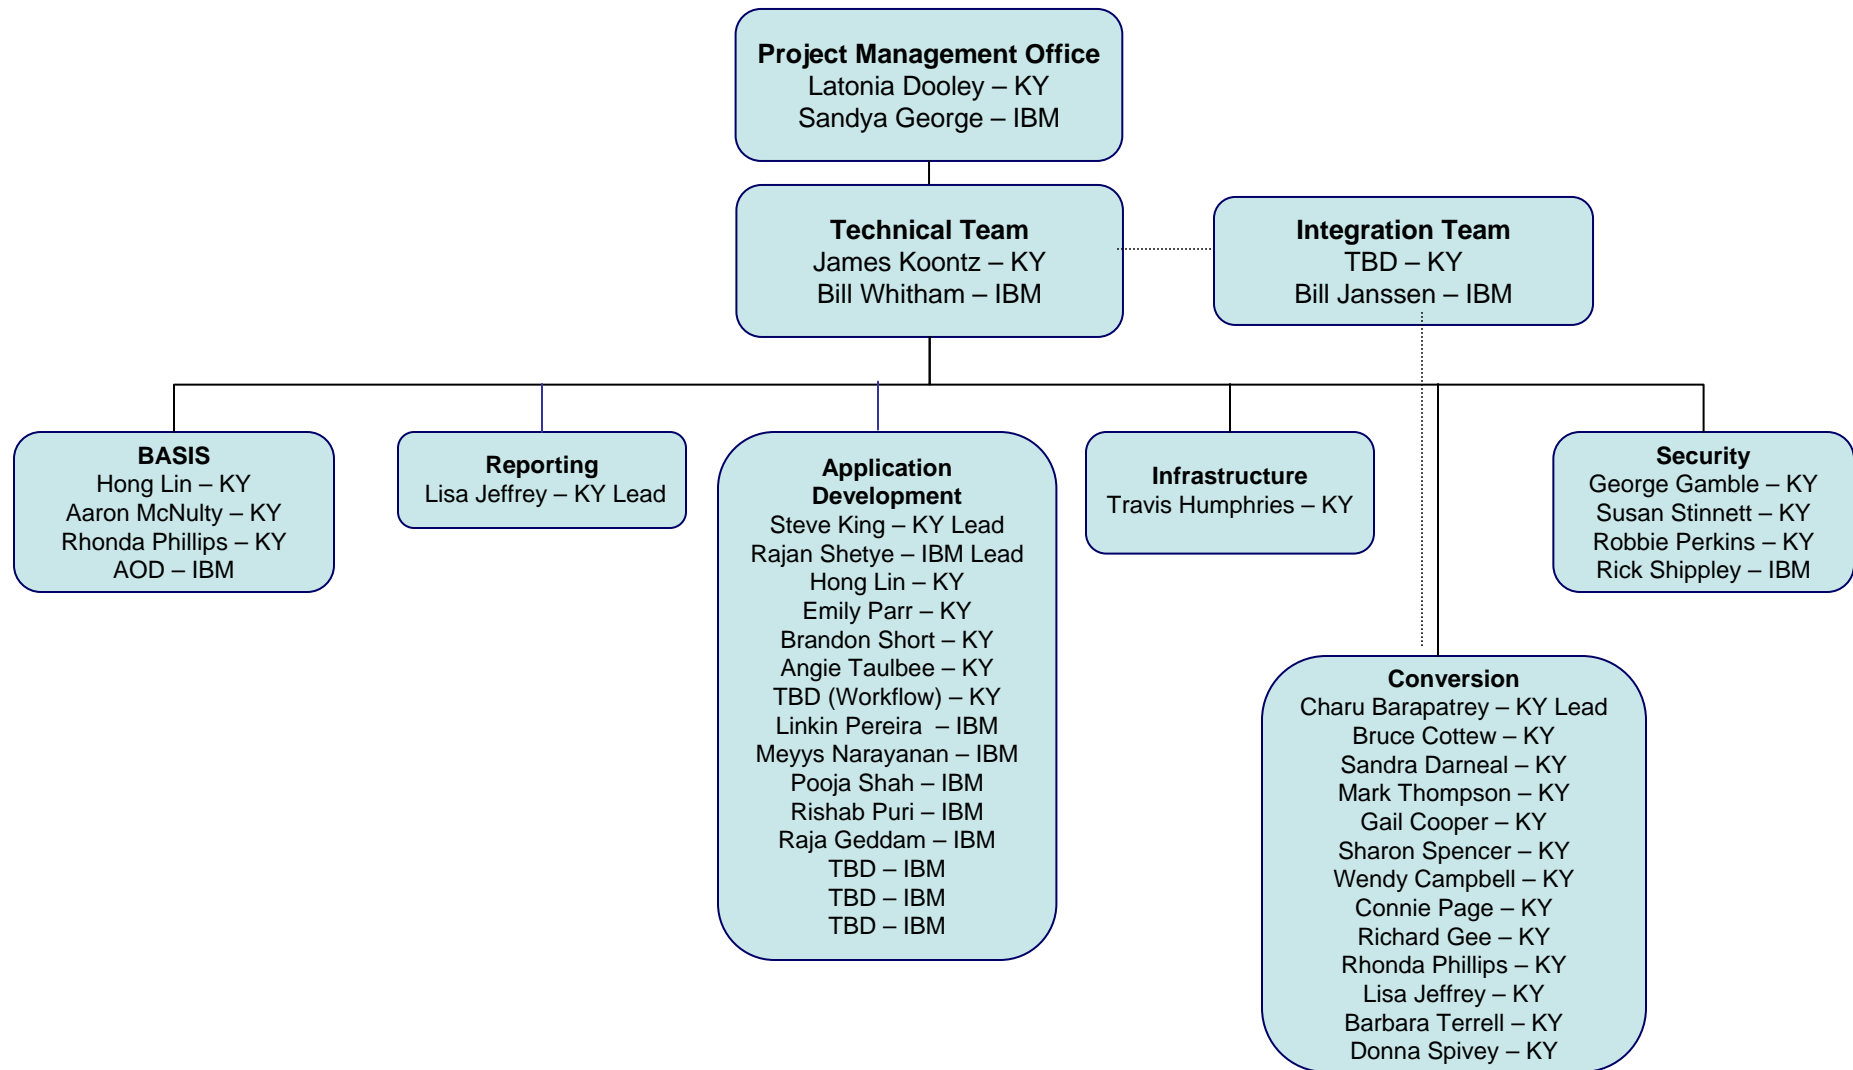 Project Management Office
Latonia Dooley – KY
Sandya George – IBM
Technical Team
James Koontz – KY
Bill Whitham – IBM
Integration Team
TBD – KY
Bill Janssen – IBM
BASIS
Hong Lin – KY
Aaron McNulty – KY
Rhonda Phillips – KY
AOD – IBM
Reporting
Lisa Jeffrey – KY Lead
Application
Development
Steve King – KY Lead
Rajan Shetye – IBM Lead
Hong Lin – KY
Emily Parr – KY
Brandon Short – KY
Angie Taulbee – KY
TBD (Workflow) – KY
Linkin Pereira – IBM
Meyys Narayanan – IBM
Pooja Shah – IBM
Rishab Puri – IBM
Raja Geddam – IBM
TBD – IBM
TBD – IBM
TBD – IBM
Infrastructure
Travis Humphries – KY
Security
George Gamble – KY
Susan Stinnett – KY
Robbie Perkins – KY
Rick Shippley – IBM
Conversion
Charu Barapatrey – KY Lead
Bruce Cottew – KY
Sandra Darneal – KY
Mark Thompson – KY
Gail Cooper – KY
Sharon Spencer – KY
Wendy Campbell – KY
Connie Page – KY
Richard Gee – KY
Rhonda Phillips – KY
Lisa Jeffrey – KY
Barbara Terrell – KY
Donna Spivey – KY